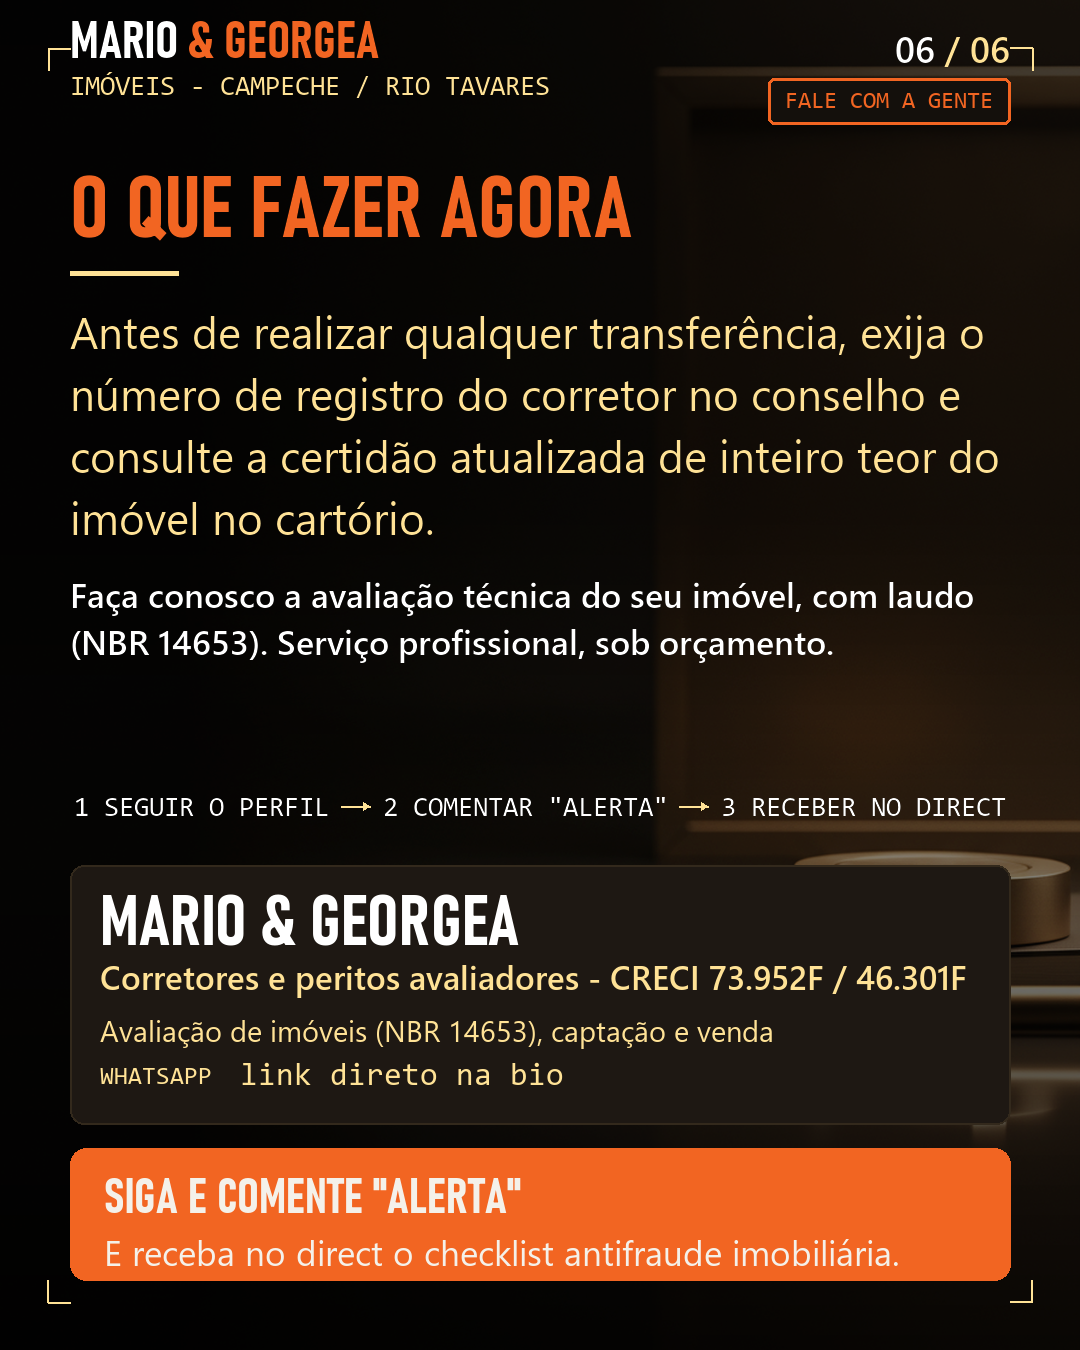 MARIO & GEORGEA
IMÓVEIS - CAMPECHE / RIO TAVARES
06 / 06
FALE COM A GENTE
O QUE FAZER AGORA
Antes de realizar qualquer transferência, exija o
número de registro do corretor no conselho e
consulte a certidão atualizada de inteiro teor do
imóvel no cartório.
Faça conosco a avaliação técnica do seu imóvel, com laudo
(NBR 14653). Serviço profissional, sob orçamento.
1 SEGUIR O PERFIL → 2 COMENTAR "ALERTA" → 3 RECEBER NO DIRECT
MARIO & GEORGEA
Corretores e peritos avaliadores - CRECI 73.952F / 46.301F
Avaliação de imóveis (NBR 14653), captação e venda
WHATSAPP link direto na bio
SIGA E COMENTE "ALERTA"
E receba no direct o checklist antifraude imobiliária.